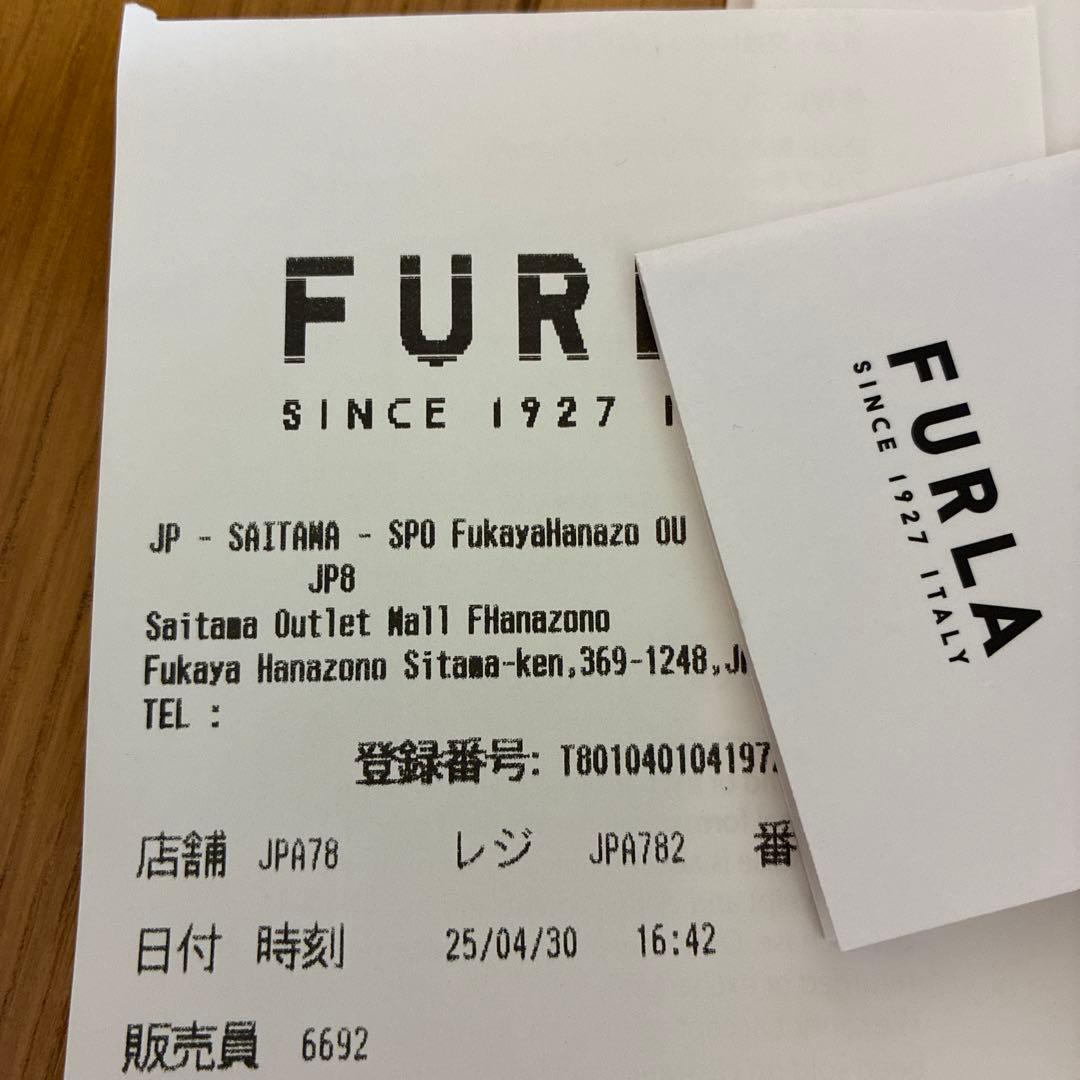 FUR
SINCE 1927
JP - SAITAMA - SPO FukayaHanazo OU
JP8
Saitama Outlet Mall FHanazono
Fukaya Hanazono Sitama-ken,369-1248,J
TEL :
登録番号: T801040104197
店舗 JPA78 レジ JPA782 番
日付 時刻 25/04/30 16:42
販売員 6692
FURLA
SINCE 1927 ITALY